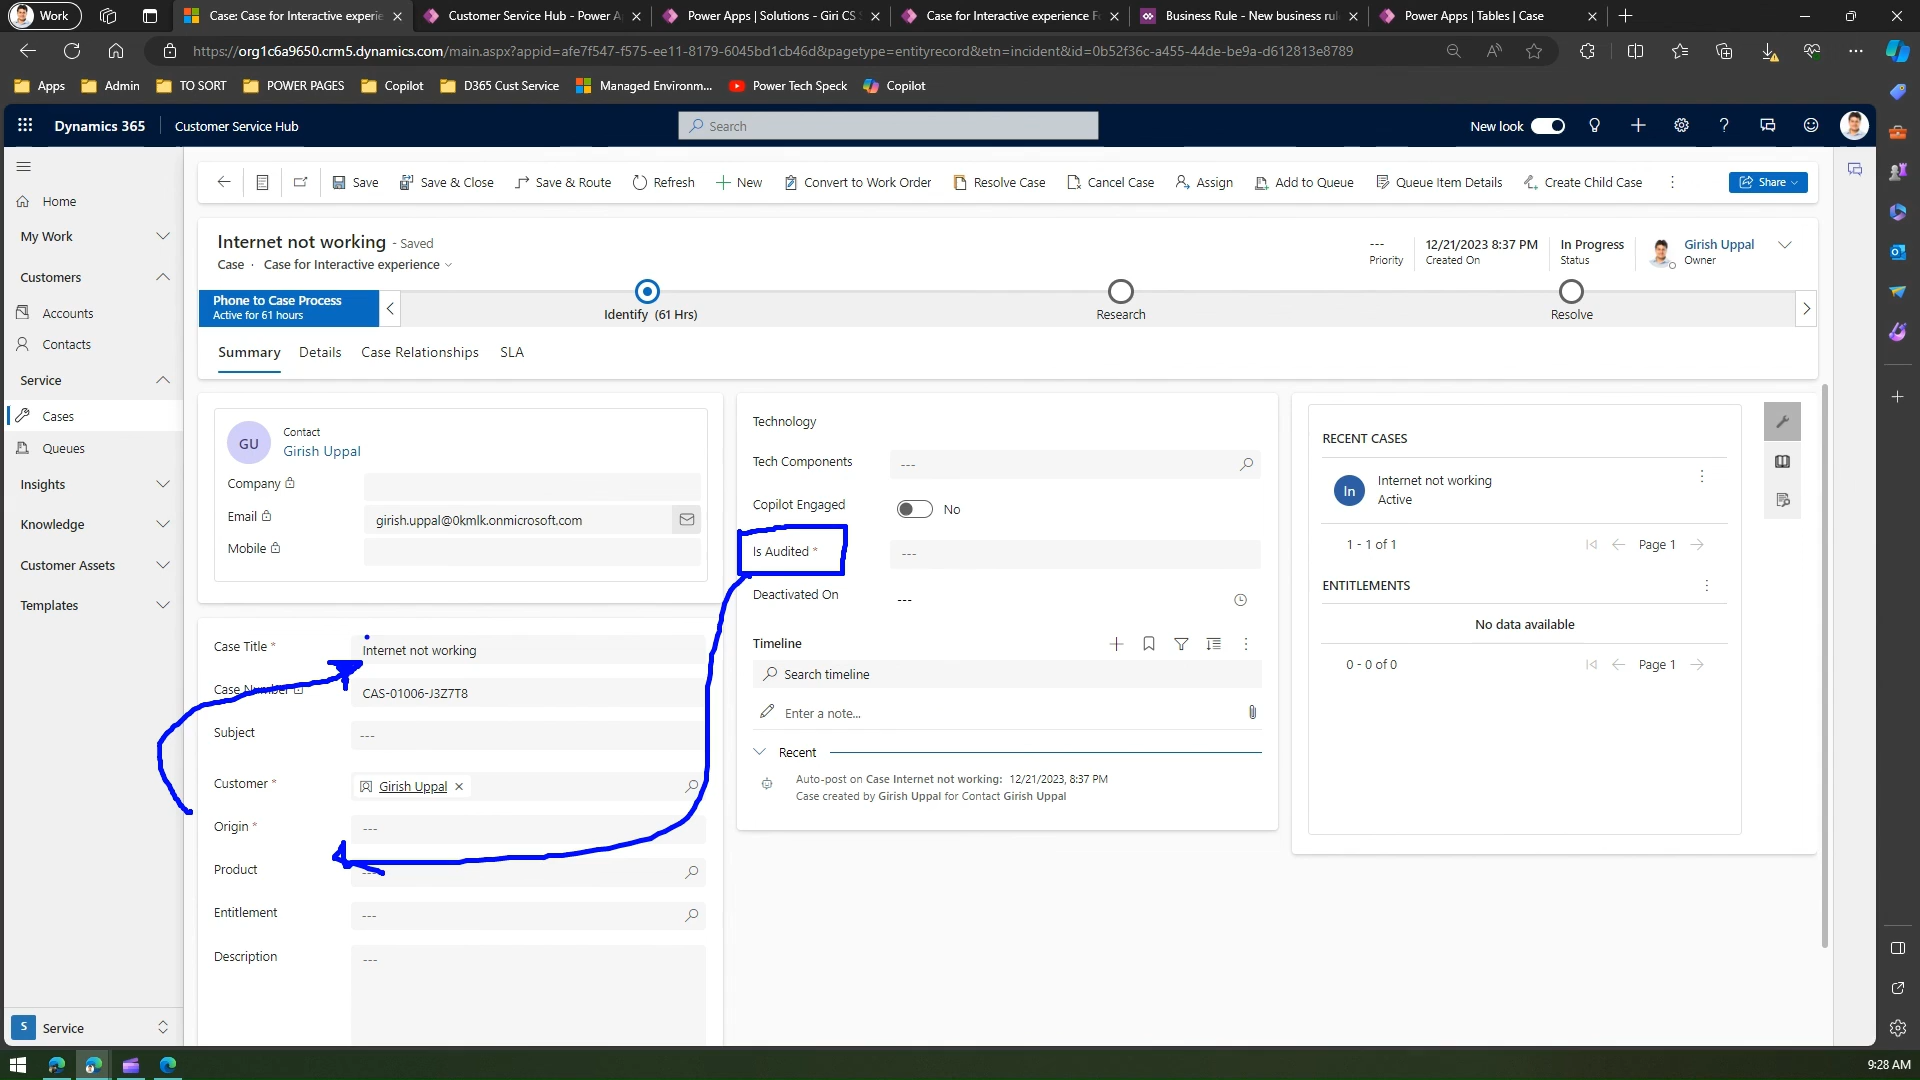 Work
Case: Case for Interactive experie
Customer Service Hub - Power A
Power Apps | Solutions - Giri CS S
Case for Interactive experience F
Business Rule - New business rul
Power Apps | Tables | Case
https://org1c6a9650.crm5.dynamics.com/main.aspx?appid=afe7f547-f575-ee11-8179-6045bd1cb46d&pagetype=entityrecord&etn=incident&id=0b52f36c-a455-44de-be9a-d612813e8789
Apps
Admin
TO SORT
POWER PAGES
Copilot
D365 Cust Service
Managed Environm...
Power Tech Speck
Copilot
Dynamics 365
Customer Service Hub
Search
New look
Home
My Work
Customers
Accounts
Contacts
Service
Cases
Queues
Insights
Knowledge
Customer Assets
Templates
S
Service
Save
Save & Close
Save & Route
Refresh
New
Convert to Work Order
Resolve Case
Cancel Case
Assign
Add to Queue
Queue Item Details
Create Child Case
Share
Internet not working - Saved
Case · Case for Interactive experience
---
Priority
12/21/2023 8:37 PM
Created On
In Progress
Status
Girish Uppal
Owner
Phone to Case Process
Active for 61 hours
Identify (61 Hrs)
Research
Resolve
Summary
Details
Case Relationships
SLA
GU
Contact
Girish Uppal
Company
Email
girish.uppal@0kmlk.onmicrosoft.com
Mobile
Case Title *
Internet not working
Case Number
CAS-01006-J3Z7T8
Subject
---
Customer *
Girish Uppal
Origin *
---
Product
---
Entitlement
---
Description
---
Technology
Tech Components
---
Copilot Engaged
No
Is Audited *
---
Deactivated On
---
Timeline
Search timeline
Enter a note...
Recent
Auto-post on Case Internet not working: 12/21/2023, 8:37 PM
Case created by Girish Uppal for Contact Girish Uppal
RECENT CASES
In
Internet not working
Active
1 - 1 of 1
Page 1
ENTITLEMENTS
No data available
0 - 0 of 0
Page 1
9:28 AM